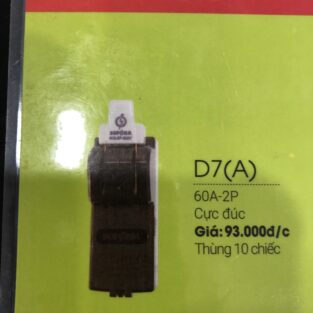 D7(A)
60A-2P
Cực đúc
Giá: 93.000đ/c
Thùng 10 chiếc